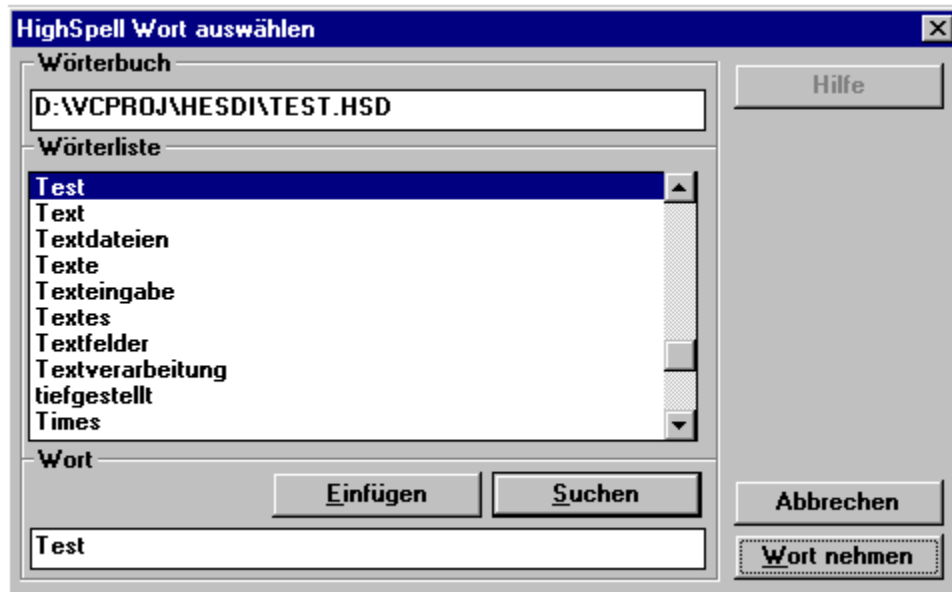 HighSpell Wort auswählen
Wörterbuch
Hilfe
D:\VCPROJ\HESDI\TEST.HSD
Wörterliste
Test
Text
Textdateien
Texte
Texteingabe
Textes
Textfelder
Textverarbeitung
tiefgestellt
Times
Wort
Einfügen
Suchen
Abbrechen
Test
Wort nehmen